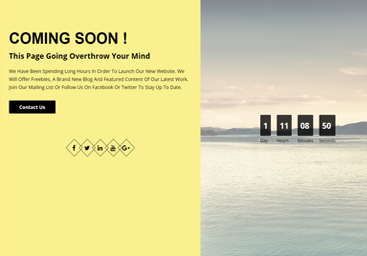 COMING SOON !
This Page Going Overthrow Your Mind
We Have Been Spending Long Hours In Order To Launch Our New Website. We
Will Offer Freebies, A Brand New Blog And Featured Content Of Our Latest Work.
Join Our Mailing List Or Follow Us On Facebook Or Twitter To Stay Up To Date.
Contact Us
1 11 08 50
Day Hours Minutes Seconds